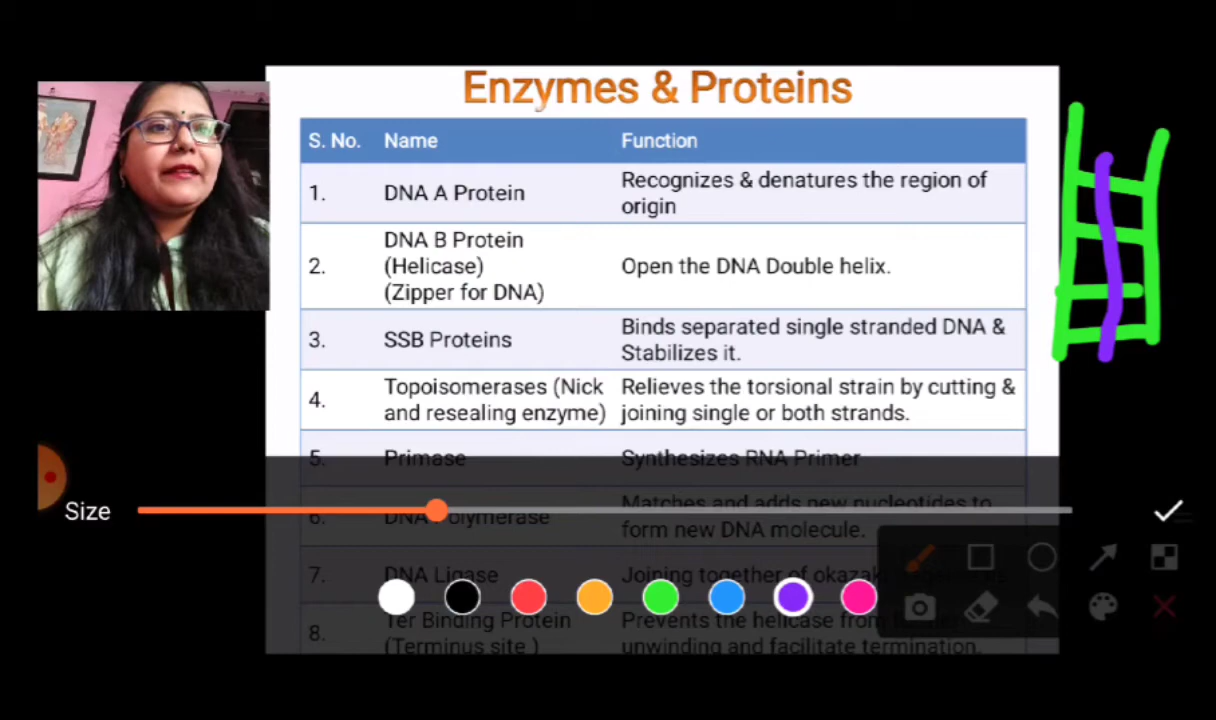 Enzymes & Proteins
S. No. Name Function
1. DNA A Protein Recognizes & denatures the region of
origin
2. DNA B Protein
(Helicase)
(Zipper for DNA) Open the DNA Double helix.
3. SSB Proteins Binds separated single stranded DNA &
Stabilizes it.
4. Topoisomerases (Nick Relieves the torsional strain by cutting &
and resealing enzyme) joining single or both strands.
5. Primase Synthesizes RNA Primer
Size
6. DNA Polymerase Matches and adds new nucleotides to
form new DNA molecule.
7. DNA Ligase Joining together of okazaki
8. Ter Binding Protein Prevents the helicase from
(Terminus site ) unwinding and facilitate termination.